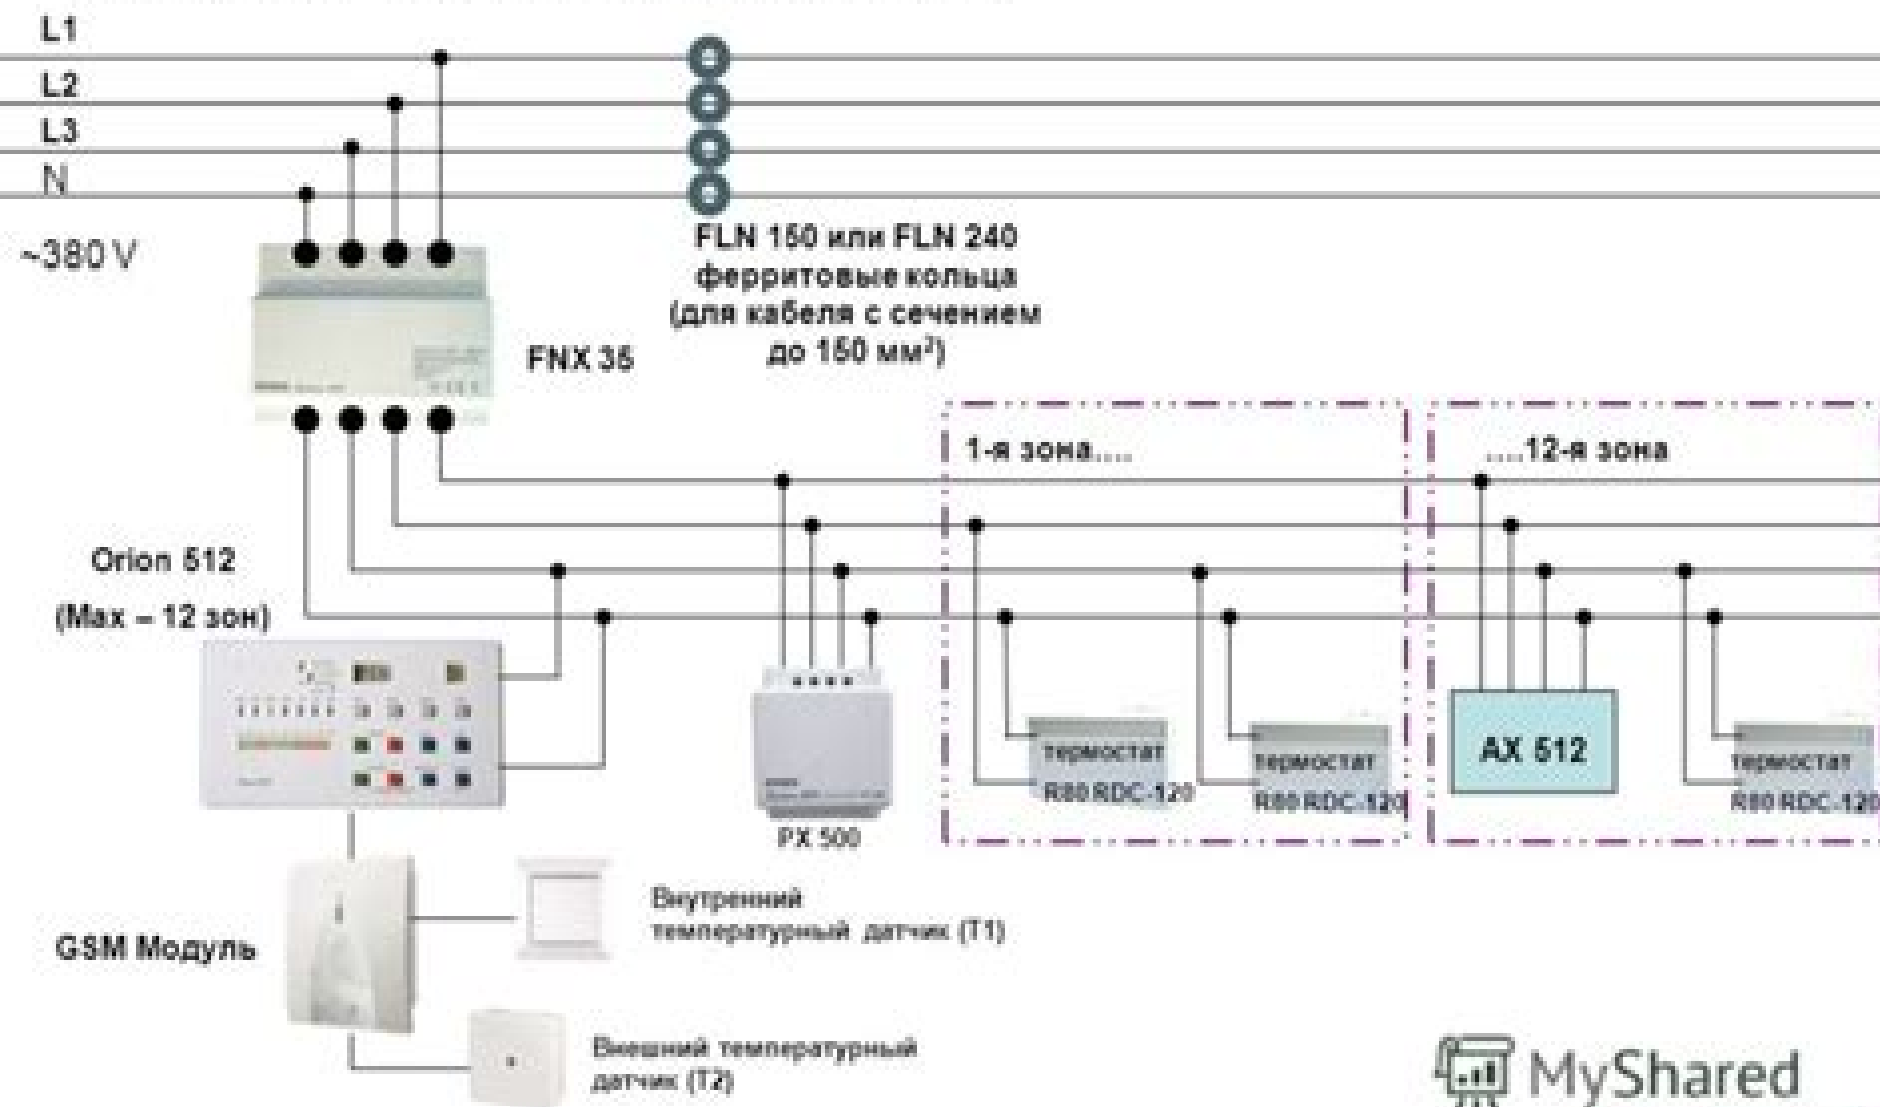 L1
L2
L3
N
~380 V
FLN 150 или FLN 240
ферритовые кольца
(для кабеля с сечением
до 150 мм²)
FNX 35
1-я зона....
....12-я зона
Orion 512
(Max – 12 зон)
термостат
R80 RDC-120
термостат
R80 RDC-120
AX 512
термостат
R80 RDC-120
PX 500
GSM Модуль
Внутренний
температурный датчик (T1)
Внешний температурный
датчик (T2)
MyShared